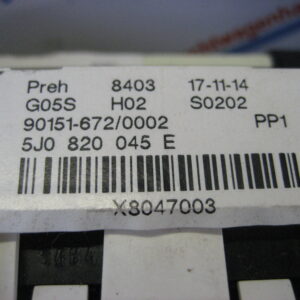 Preh 8403 17-11-14
G05S H02 S0202
90151-672/0002 PP1
5J0 820 045 E
X8047003